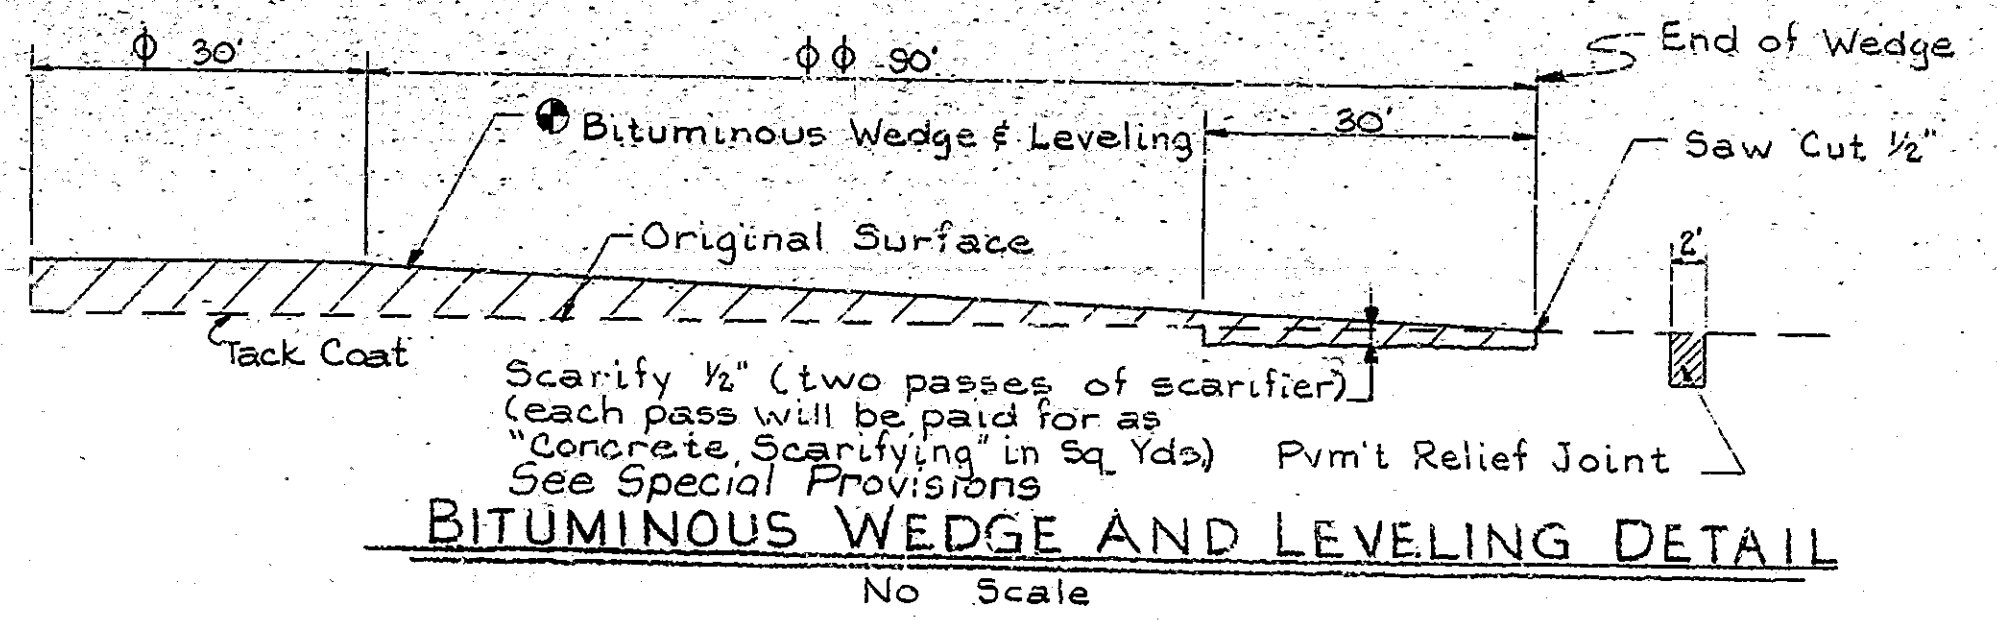 ϕ 30'
ϕ ϕ 90'
End of Wedge
Bituminous Wedge & Leveling
30'
Saw Cut ½"
Original Surface
2'
Tack Coat
Scarify ½" (two passes of scarifier)
(each pass will be paid for as
"Concrete Scarifying" in Sq Yds)
See Special Provisions
Pvm't Relief Joint
BITUMINOUS WEDGE AND LEVELING DETAIL
No Scale